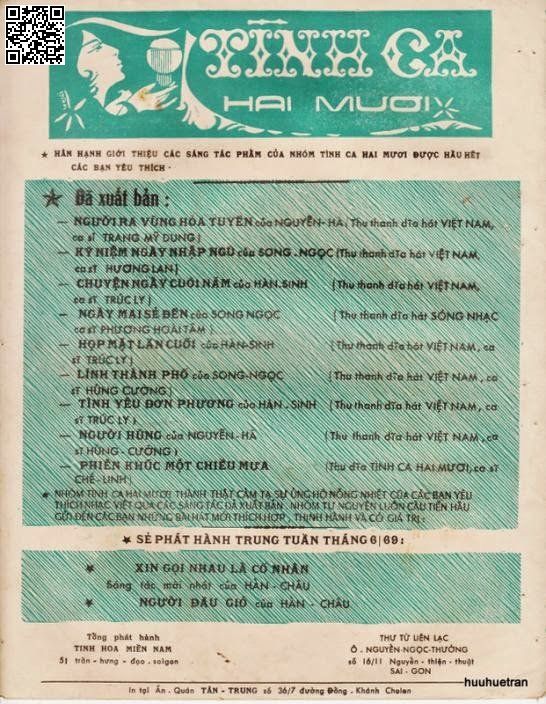 TÌNH CA
HAI MƯƠI
★ HÂN HẠNH GIỚI THIỆU CÁC SÁNG TÁC PHẨM CỦA NHÓM TÌNH CA HAI MƯƠI ĐƯỢC HẦU HẾT
CÁC BẠN YÊU THÍCH .
★ Đã xuất bản :
— NGƯỜI RA VÙNG HỎA TUYẾN của NGUYỄN - HÀ ( Thu thanh dĩa hát VIỆT NAM,
ca sĩ TRANG MỸ DUNG )
— KỶ NIỆM NGÀY NHẬP NGŨ của SONG . NGỌC (Thu thanh dĩa hát VIỆT NAM,
ca sĩ HƯƠNG LAN )
— CHUYỆN NGÀY CUỐI NĂM của HÀN . SINH ( Thu thanh dĩa hát VIỆT NAM,
ca sĩ TRÚC LY )
— NGÀY MAI SẼ ĐẾN của SONG NGỌC ( Thu thanh dĩa hát SÓNG NHẠC
ca sĩ PHƯƠNG HOÀI TÂM )
— HỌP MẶT LẦN CUỐI của HÀN - SINH ( Thu thanh dĩa hát VIỆT NAM , ca
sĩ TRÚC LY )
— LÍNH THÀNH PHỐ của SONG - NGỌC ( Thu thanh dĩa hát VIỆT NAM , ca
sĩ HÙNG CƯỜNG )
— TÌNH YÊU ĐƠN PHƯƠNG của HÀN . SINH ( Thu thanh dĩa hát VIỆT NAM , ca
sĩ TRÚC LY )
— NGƯỜI HÙNG của NGUYỄN - HÀ ( Thu thanh dĩa hát VIỆT NAM , ca
sĩ HÙNG - CƯỜNG )
— PHIÊN KHÚC MỘT CHIỀU MƯA ( Thu dĩa TÌNH CA HAI MƯƠI, ca sĩ
CHẾ - LINH )
★ NHÓM TÌNH CA HAI MƯƠI THÀNH THẬT CẢM TẠ SỰ ỦNG HỘ NỒNG NHIỆT CỦA CÁC BẠN YÊU
THÍCH NHẠC VIỆT QUA CÁC SÁNG TÁC ĐÃ XUẤT BẢN . NHÓM TỰ NGUYỆN LUÔN CẦU TIẾN HẦU
GỬI ĐẾN CÁC BẠN NHỮNG BÀI HÁT MỚI THÍCH HỢP , THỊNH HÀNH VÀ CÓ GIÁ TRỊ :
★ SẼ PHÁT HÀNH TRUNG TUẦN THÁNG 6 | 69 :
★ XIN GỌI NHAU LÀ CỐ NHÂN
Sáng tác mới nhất của HÀN - CHÂU
★ NGƯỜI ĐÂU GIÓ của HÀN - CHÂU
Tổng phát hành
TINH HOA MIỀN NAM
51 trần - hưng - đạo . saigon
THƯ TỪ LIÊN LẠC
Ô . NGUYỄN - NGỌC - THƯỞNG
số 16/11 Nguyễn - thiện - thuật
SAI - GON
In tại Ấn . Quán TÂN - TRUNG số 36/7 đường Đồng . Khánh Cholon
huuhuetran